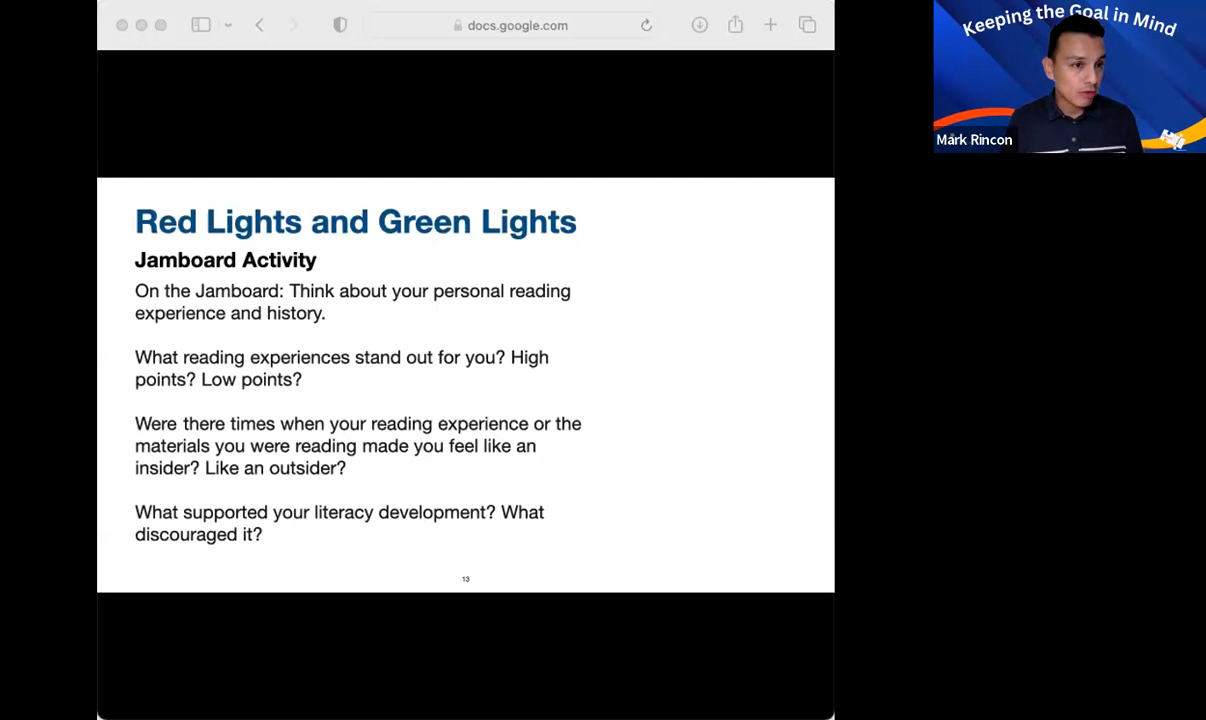 docs.google.com
Keeping the Goal in Mind
Mark Rincon
Red Lights and Green Lights
Jamboard Activity
On the Jamboard: Think about your personal reading
experience and history.
What reading experiences stand out for you? High
points? Low points?
Were there times when your reading experience or the
materials you were reading made you feel like an
insider? Like an outsider?
What supported your literacy development? What
discouraged it?
13